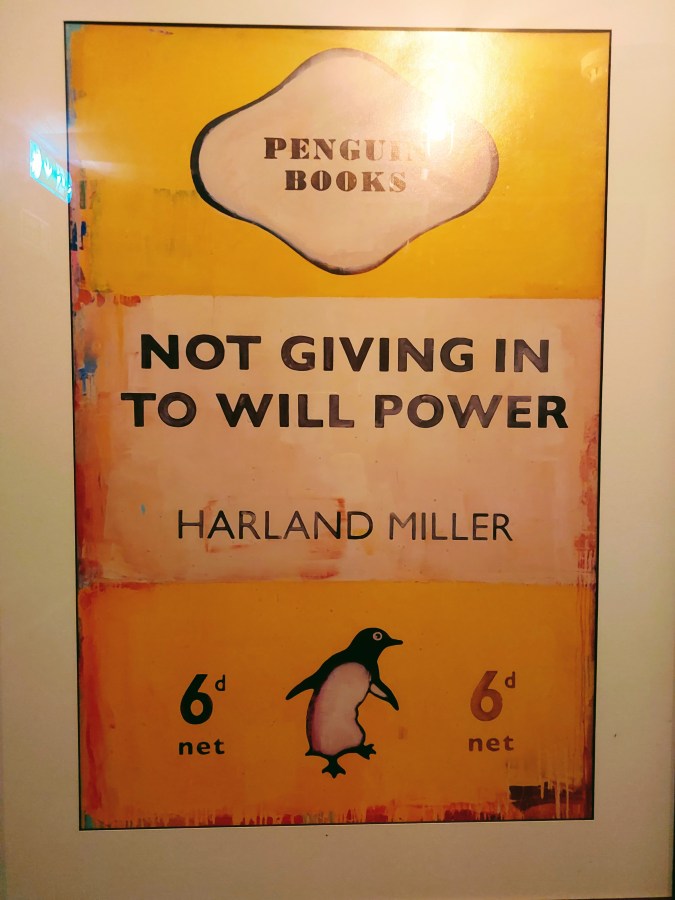 PENGUIN
BOOKS
NOT GIVING IN
TO WILL POWER
HARLAND MILLER
6d 6d
net net